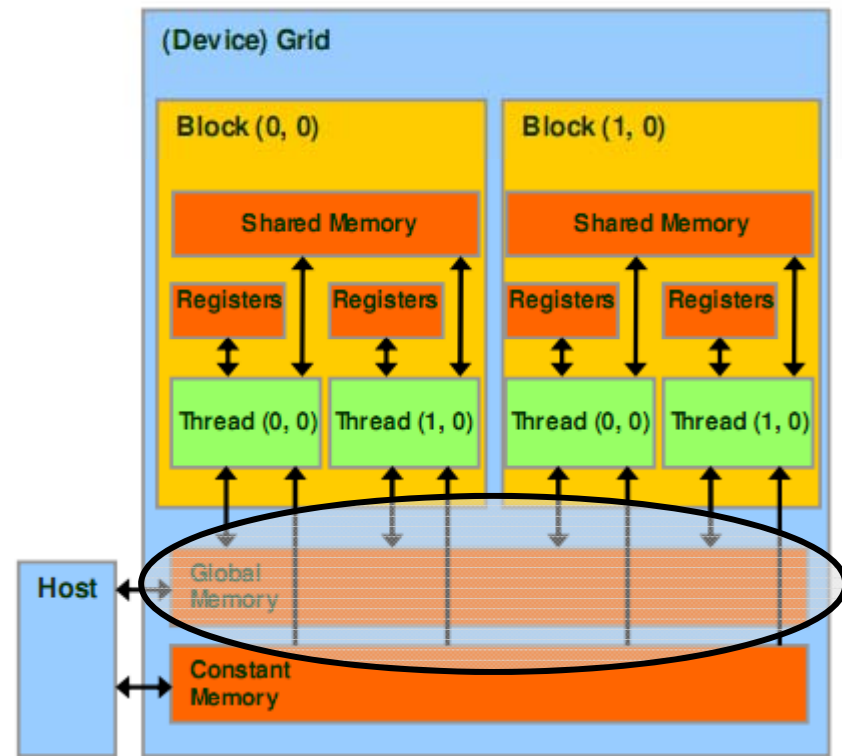 (Device) Grid
Block (0, 0)
Block (1, 0)
Shared Memory
Shared Memory
Registers
Registers
Registers
Registers
Thread (0, 0)
Thread (1, 0)
Thread (0, 0)
Thread (1, 0)
Host
Global
Memory
Constant
Memory